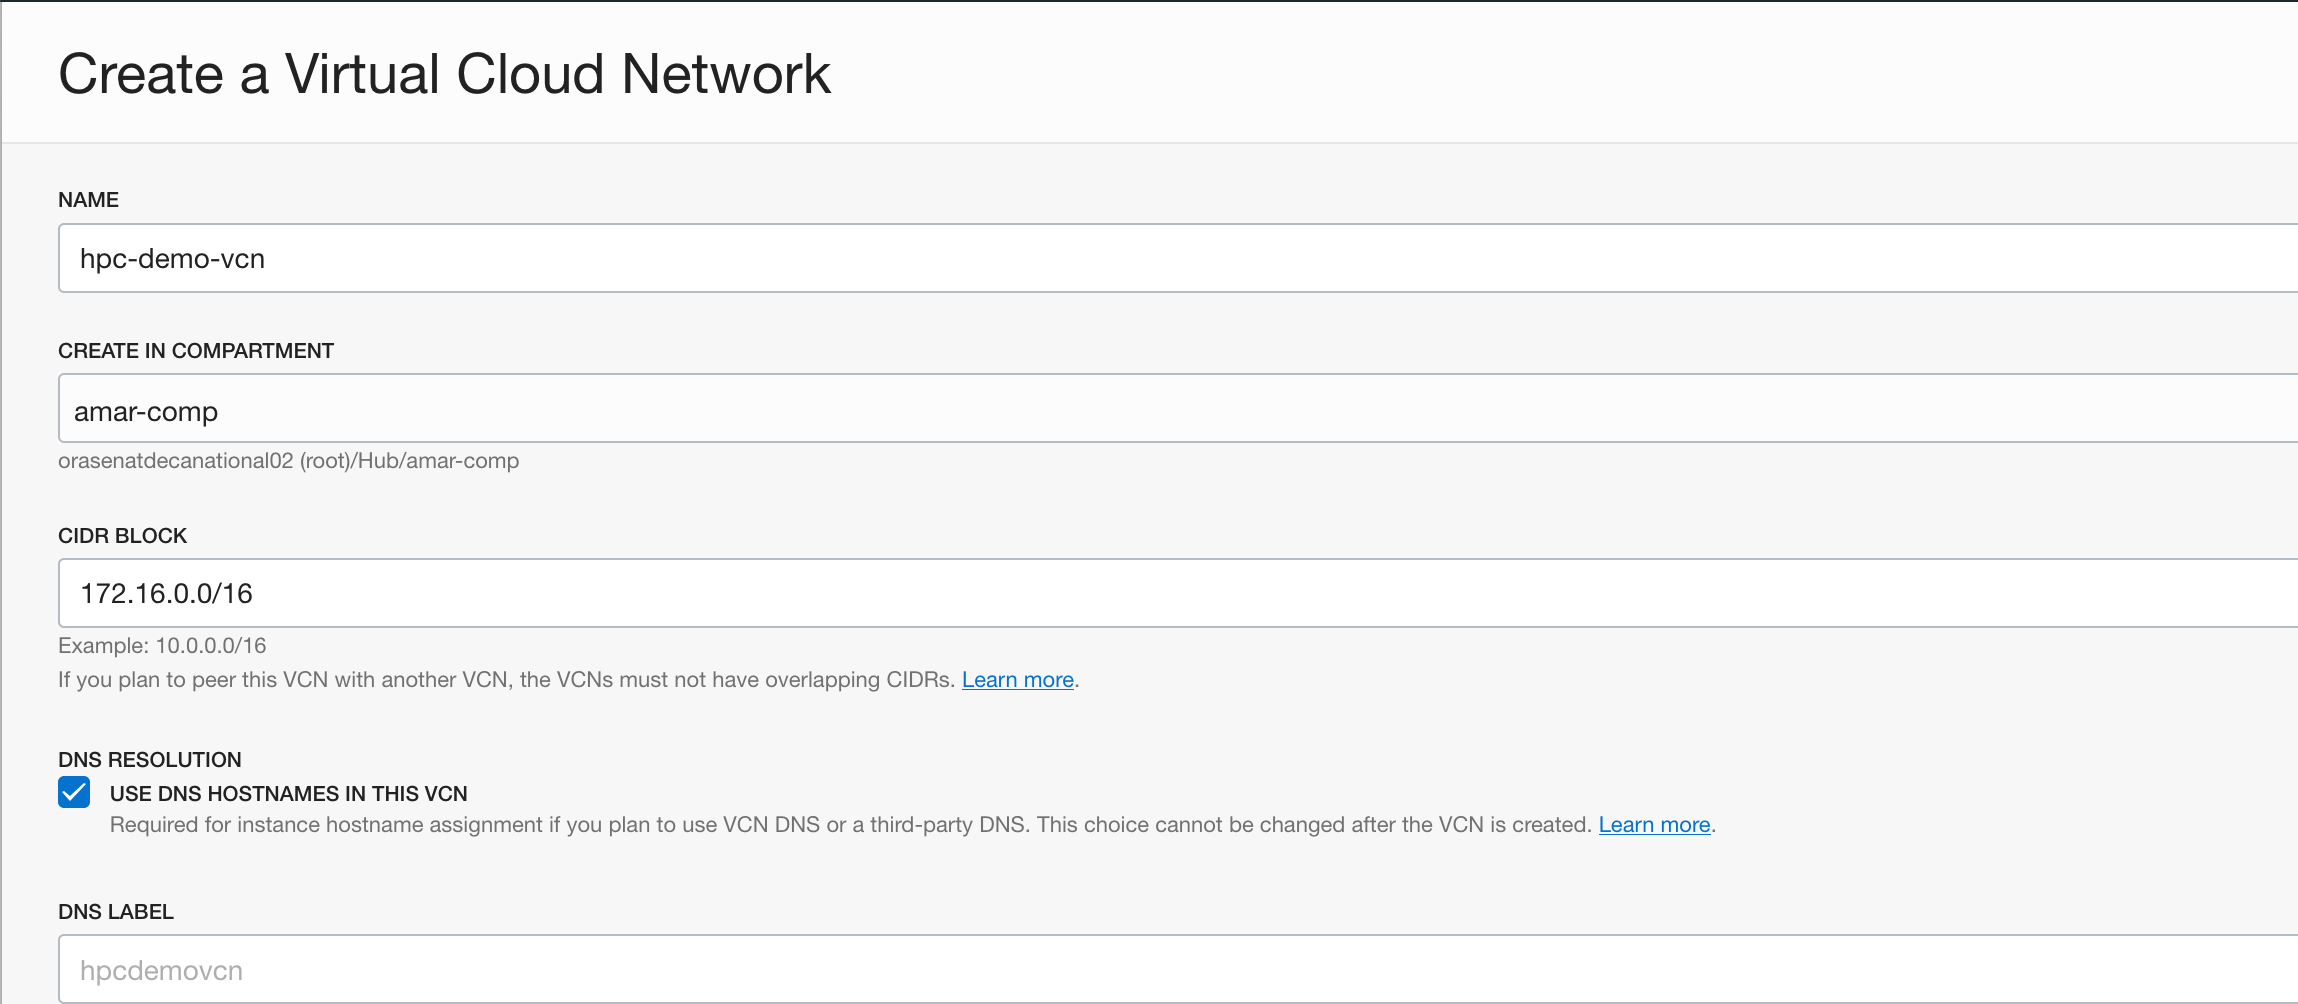 Create a Virtual Cloud Network
NAME
hpc-demo-vcn
CREATE IN COMPARTMENT
amar-comp
orasenatdecanational02 (root)/Hub/amar-comp
CIDR BLOCK
172.16.0.0/16
Example: 10.0.0.0/16
If you plan to peer this VCN with another VCN, the VCNs must not have overlapping CIDRs. Learn more.
DNS RESOLUTION
USE DNS HOSTNAMES IN THIS VCN
Required for instance hostname assignment if you plan to use VCN DNS or a third-party DNS. This choice cannot be changed after the VCN is created. Learn more.
DNS LABEL
hpcdemovcn